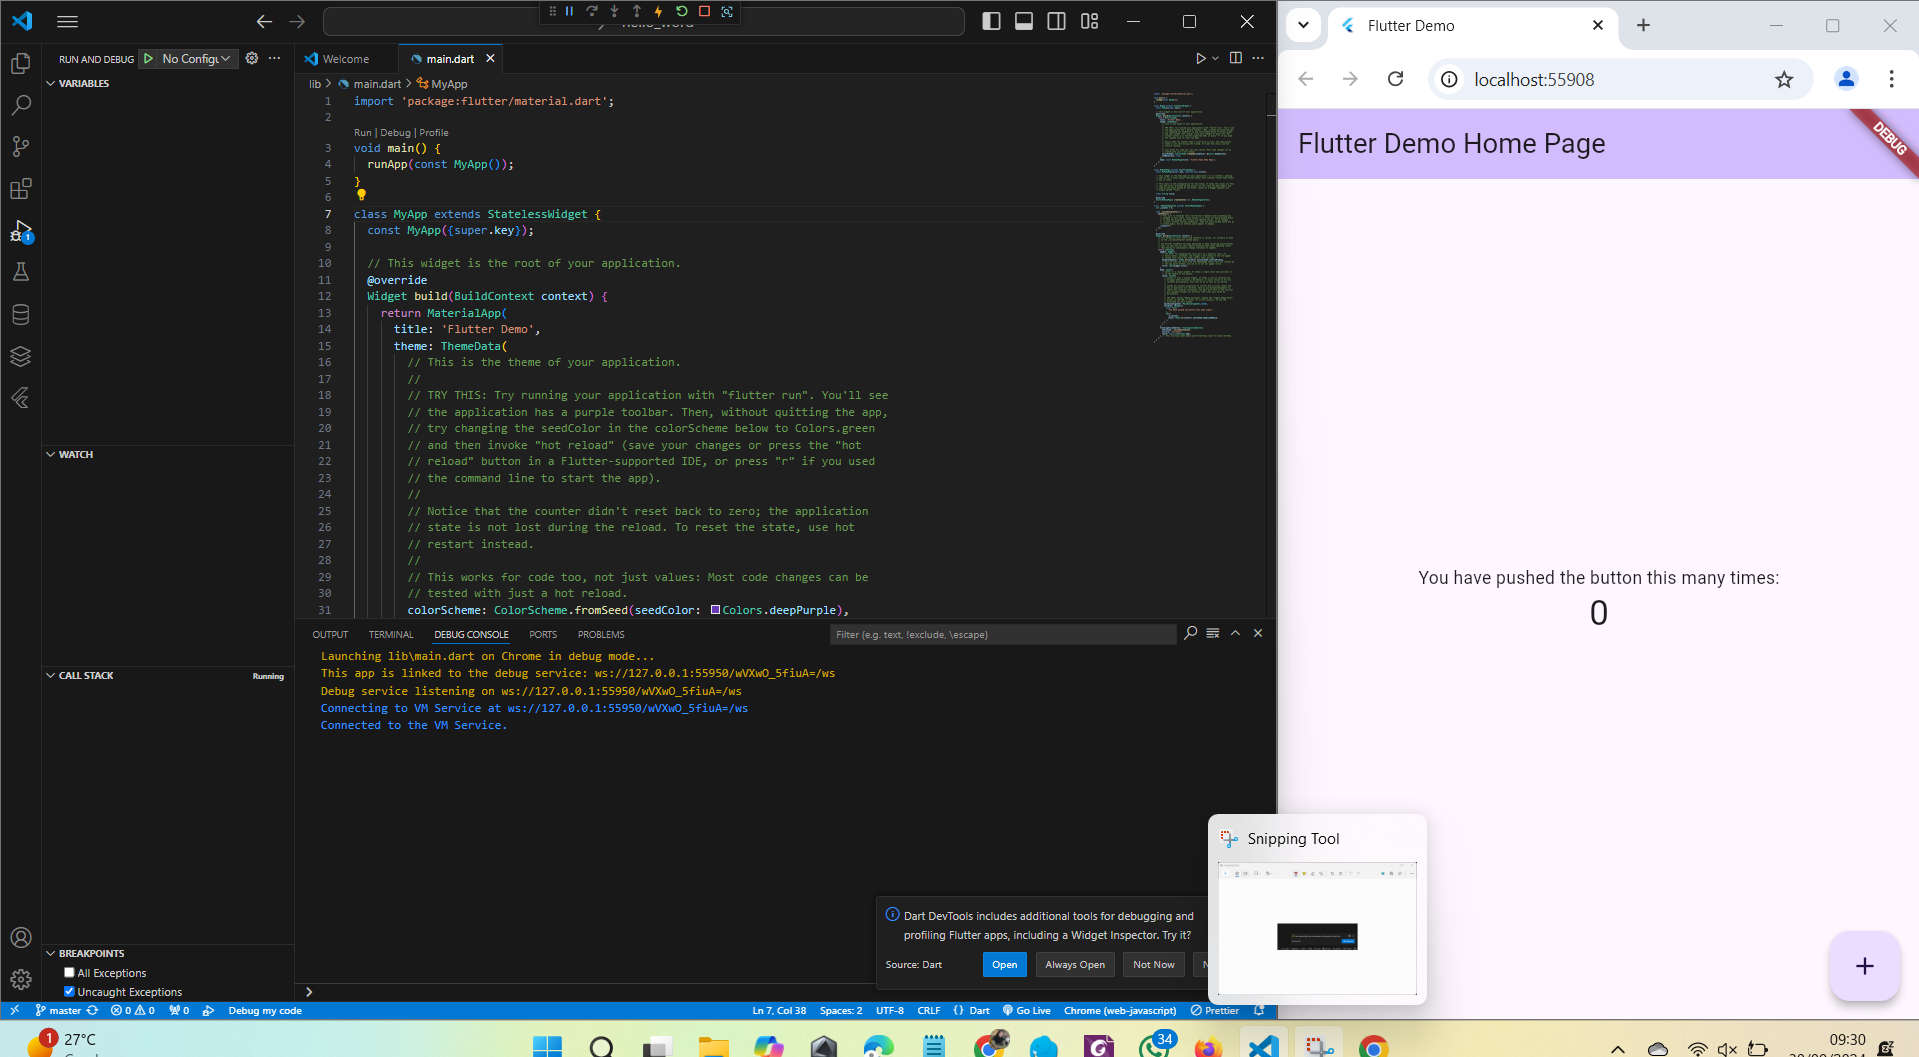 RUN AND DEBUG
No Config
VARIABLES
WATCH
CALL STACK
Running
BREAKPOINTS
All Exceptions
Uncaught Exceptions
hello_word
Welcome
main.dart
lib > main.dart > MyApp
1 import 'package:flutter/material.dart';
2
Run | Debug | Profile
3 void main() {
4 runApp(const MyApp());
5 }
6
7 class MyApp extends StatelessWidget {
8 const MyApp({super.key});
9
10 // This widget is the root of your application.
11 @override
12 Widget build(BuildContext context) {
13 return MaterialApp(
14 title: 'Flutter Demo',
15 theme: ThemeData(
16 // This is the theme of your application.
17 //
18 // TRY THIS: Try running your application with "flutter run". You'll see
19 // the application has a purple toolbar. Then, without quitting the app,
20 // try changing the seedColor in the colorScheme below to Colors.green
21 // and then invoke "hot reload" (save your changes or press the "hot
22 // reload" button in a Flutter-supported IDE, or press "r" if you used
23 // the command line to start the app).
24 //
25 // Notice that the counter didn't reset back to zero; the application
26 // state is not lost during the reload. To reset the state, use hot
27 // restart instead.
28 //
29 // This works for code too, not just values: Most code changes can be
30 // tested with just a hot reload.
31 colorScheme: ColorScheme.fromSeed(seedColor: Colors.deepPurple),
OUTPUT TERMINAL DEBUG CONSOLE PORTS PROBLEMS
Filter (e.g. text, !exclude, \escape)
Launching lib\main.dart on Chrome in debug mode...
This app is linked to the debug service: ws://127.0.0.1:55950/wVXwO_5fiuA=/ws
Debug service listening on ws://127.0.0.1:55950/wVXwO_5fiuA=/ws
Connecting to VM Service at ws://127.0.0.1:55950/wVXwO_5fiuA=/ws
Connected to the VM Service.
Dart DevTools includes additional tools for debugging and
profiling Flutter apps, including a Widget Inspector. Try it?
Source: Dart
Open
Always Open
Not Now
Snipping Tool
master 0 0 0 Debug my code
Ln 7, Col 38 Spaces: 2 UTF-8 CRLF {} Dart Go Live Chrome (web-javascript) Prettier
Flutter Demo
localhost:55908
Flutter Demo Home Page
DEBUG
You have pushed the button this many times:
0
+
1
27°C
34
09:30